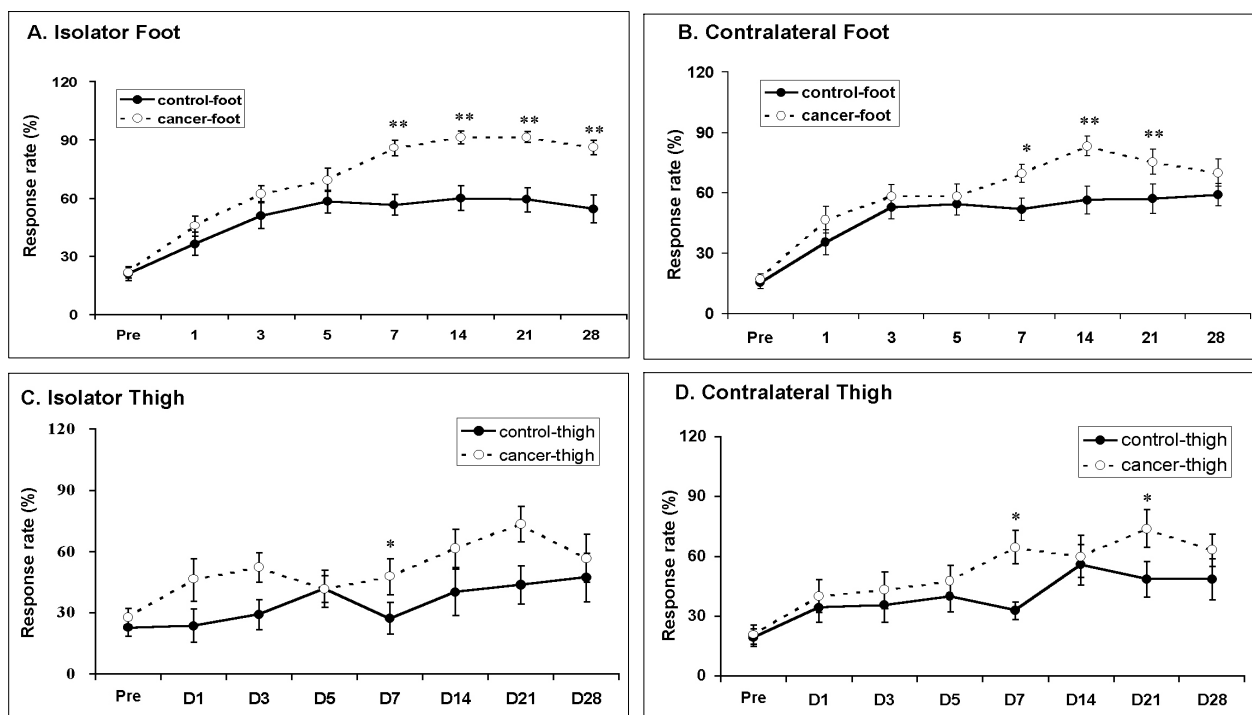 A. Isolator Foot
120
90
60
30
0
Response rate (%)
control-foot
cancer-foot
** ** ** **
Pre 1 3 5 7 14 21 28
B. Contralateral Foot
120
90
60
30
0
Response rate (%)
control-foot
cancer-foot
* ** **
Pre 1 3 5 7 14 21 28
C. Isolator Thigh
120
90
60
30
0
Response rate (%)
control-thigh
cancer-thigh
*
Pre D1 D3 D5 D7 D14 D21 D28
D. Contralateral Thigh
120
90
60
30
0
Response rate (%)
control-thigh
cancer-thigh
* *
Pre D1 D3 D5 D7 D14 D21 D28